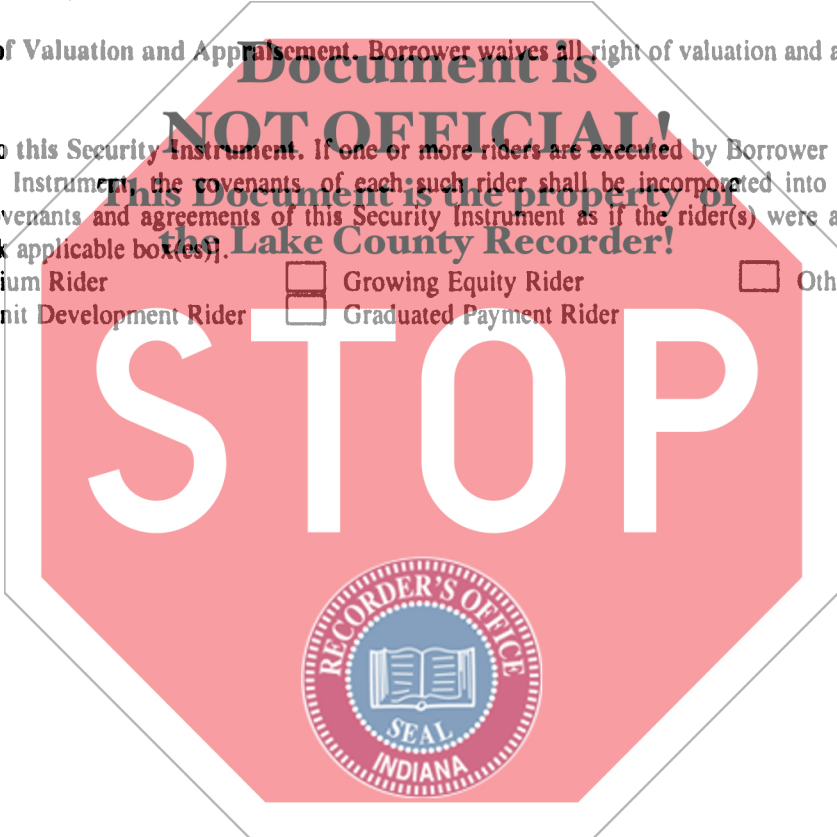 of Valuation and Appraisement. Borrower waives all right of valuation and a
Document is
NOT OFFICIAL!
o this Security Instrument. If one or more riders are executed by Borrower
Instrument, the covenants of each such rider shall be incorporated into
This Document is the property of
venants and agreements of this Security Instrument as if the rider(s) were a
the Lake County Recorder!
k applicable box(es)].
ium Rider
Growing Equity Rider
Oth
nit Development Rider
Graduated Payment Rider
STOP
RECORDER'S OFFICE
SEAL
INDIANA